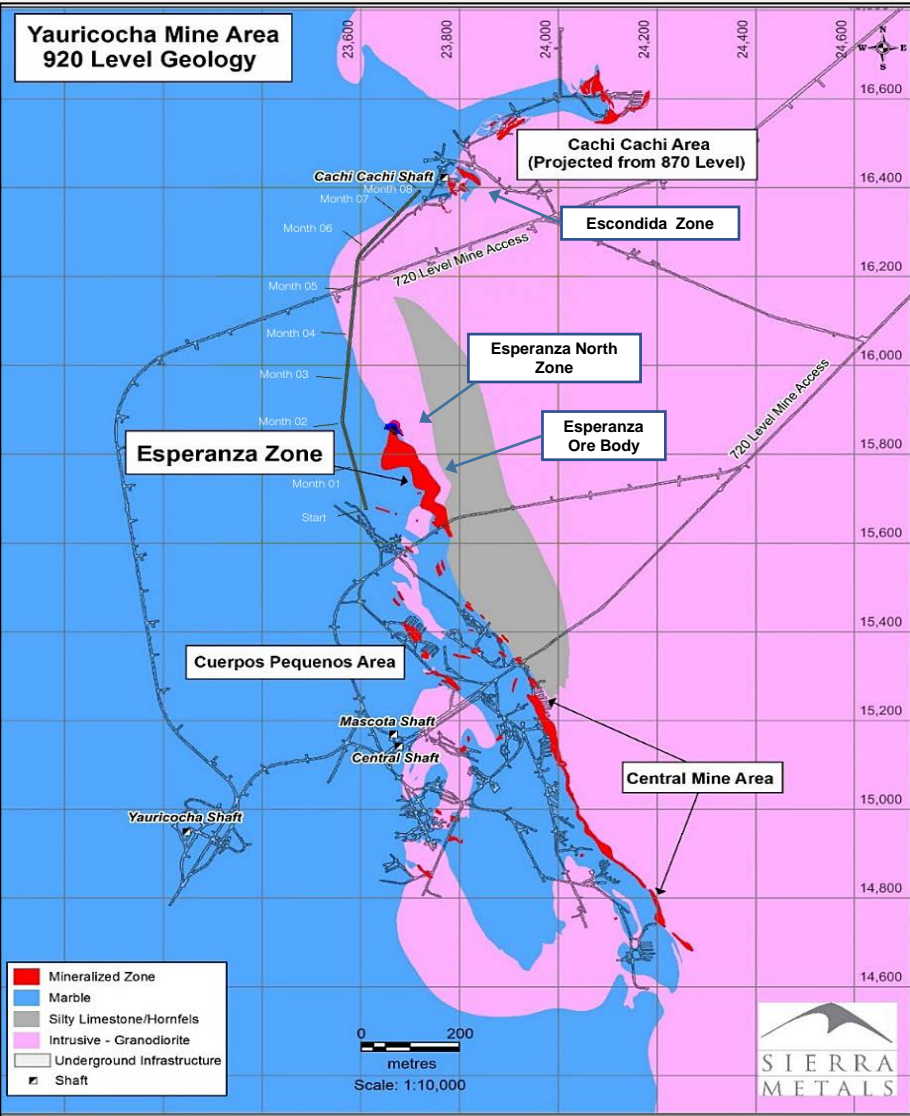 Yauricocha Mine Area
920 Level Geology
23,600
23,800
24,000
24,200
24,400
24,600
N
W
E
S
16,600
Cachi Cachi Area
(Projected from 870 Level)
Cachi Cachi Shaft
16,400
Month 08
Month 07
Escondida Zone
Month 06
720 Level Mine Access
16,200
Month 05
Month 04
16,000
Esperanza North
Zone
Month 03
720 Level Mine Access
Month 02
Esperanza
Ore Body
15,800
Esperanza Zone
Month 01
Start
15,600
15,400
Cuerpos Pequenos Area
15,200
Mascota Shaft
Central Shaft
Central Mine Area
15,000
Yauricocha Shaft
14,800
14,600
Mineralized Zone
Marble
Silty Limestone/Hornfels
Intrusive - Granodiorite
Underground Infrastructure
Shaft
0 200
metres
Scale: 1:10,000
SIERRA
METALS